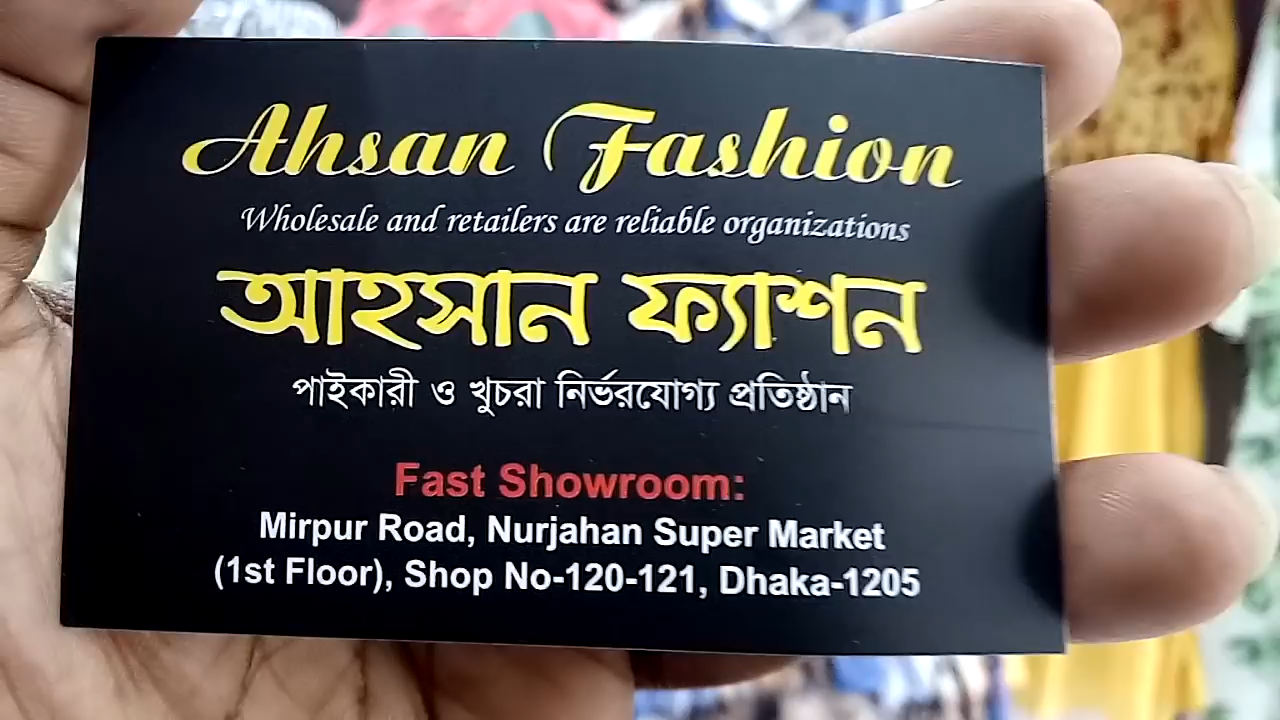 Ahsan Fashion
Wholesale and retailers are reliable organizations
আহসান ফ্যাশন
পাইকারী ও খুচরা নির্ভরযোগ্য প্রতিষ্ঠান
Fast Showroom:
Mirpur Road, Nurjahan Super Market
(1st Floor), Shop No-120-121, Dhaka-1205